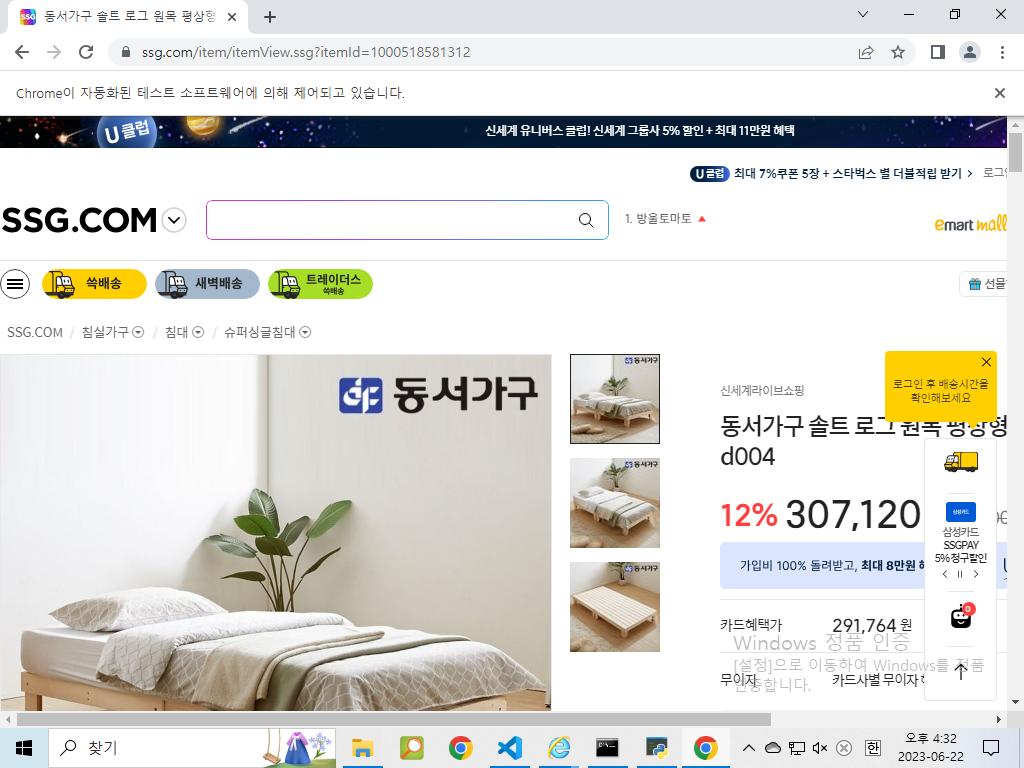 동서가구 솔트 로그 원목 평상형
ssg.com/item/itemView.ssg?itemId=1000518581312
Chrome이 자동화된 테스트 소프트웨어에 의해 제어되고 있습니다.
U클럽
신세계 유니버스 클럽! 신세계 그룹사 5% 할인 + 최대 11만원 혜택
U클럽 최대 7%쿠폰 5장 + 스타벅스 별 더블적립 받기 > 로그인
SSG.COM
1. 방울토마토
emart mall
쓱배송
새벽배송
트레이더스
쓱배송
선물
SSG.COM / 침실가구 / 침대 / 슈퍼싱글침대
동서가구
동서가구
동서가구
동서가구
로그인 후 배송시간을
확인해보세요
신세계라이브쇼핑
동서가구 솔트 로그 원목 평상형
d004
12% 307,120
가입비 100% 돌려받고, 최대 8만원
삼성카드
삼성카드
SSGPAY
5% 청구할인
0
카드혜택가 291,764 원
Windows 정품 인증
[설정]으로 이동하여 Windows를 정품
인증합니다.
무이자 카드사별 무이자
찾기
오후 4:32
한
2023-06-22